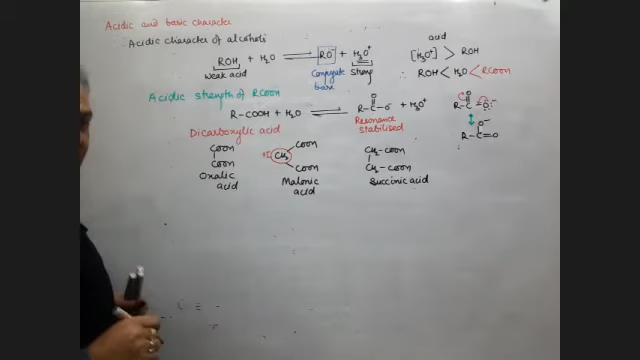 Acidic and basic character
Acidic character of alcohols
ROH + H₂O ⇌ RO⁻ + H₃O⁺
weak acid Conjugate base strong
acid
[H₃O⁺] > ROH
∴ ROH < H₂O < RCOOH
Acidic strength of RCOOH
R-COOH + H₂O ⇌ R-C(=O)-O⁻ + H₃O⁺
Resonance stabilised
R-C=O
R-C=O
O⁻
Dicarboxylic acid
COOH
COOH
Oxalic acid
+I CH₂
COOH
COOH
Malonic acid
CH₂-COOH
CH₂-COOH
Succinic acid